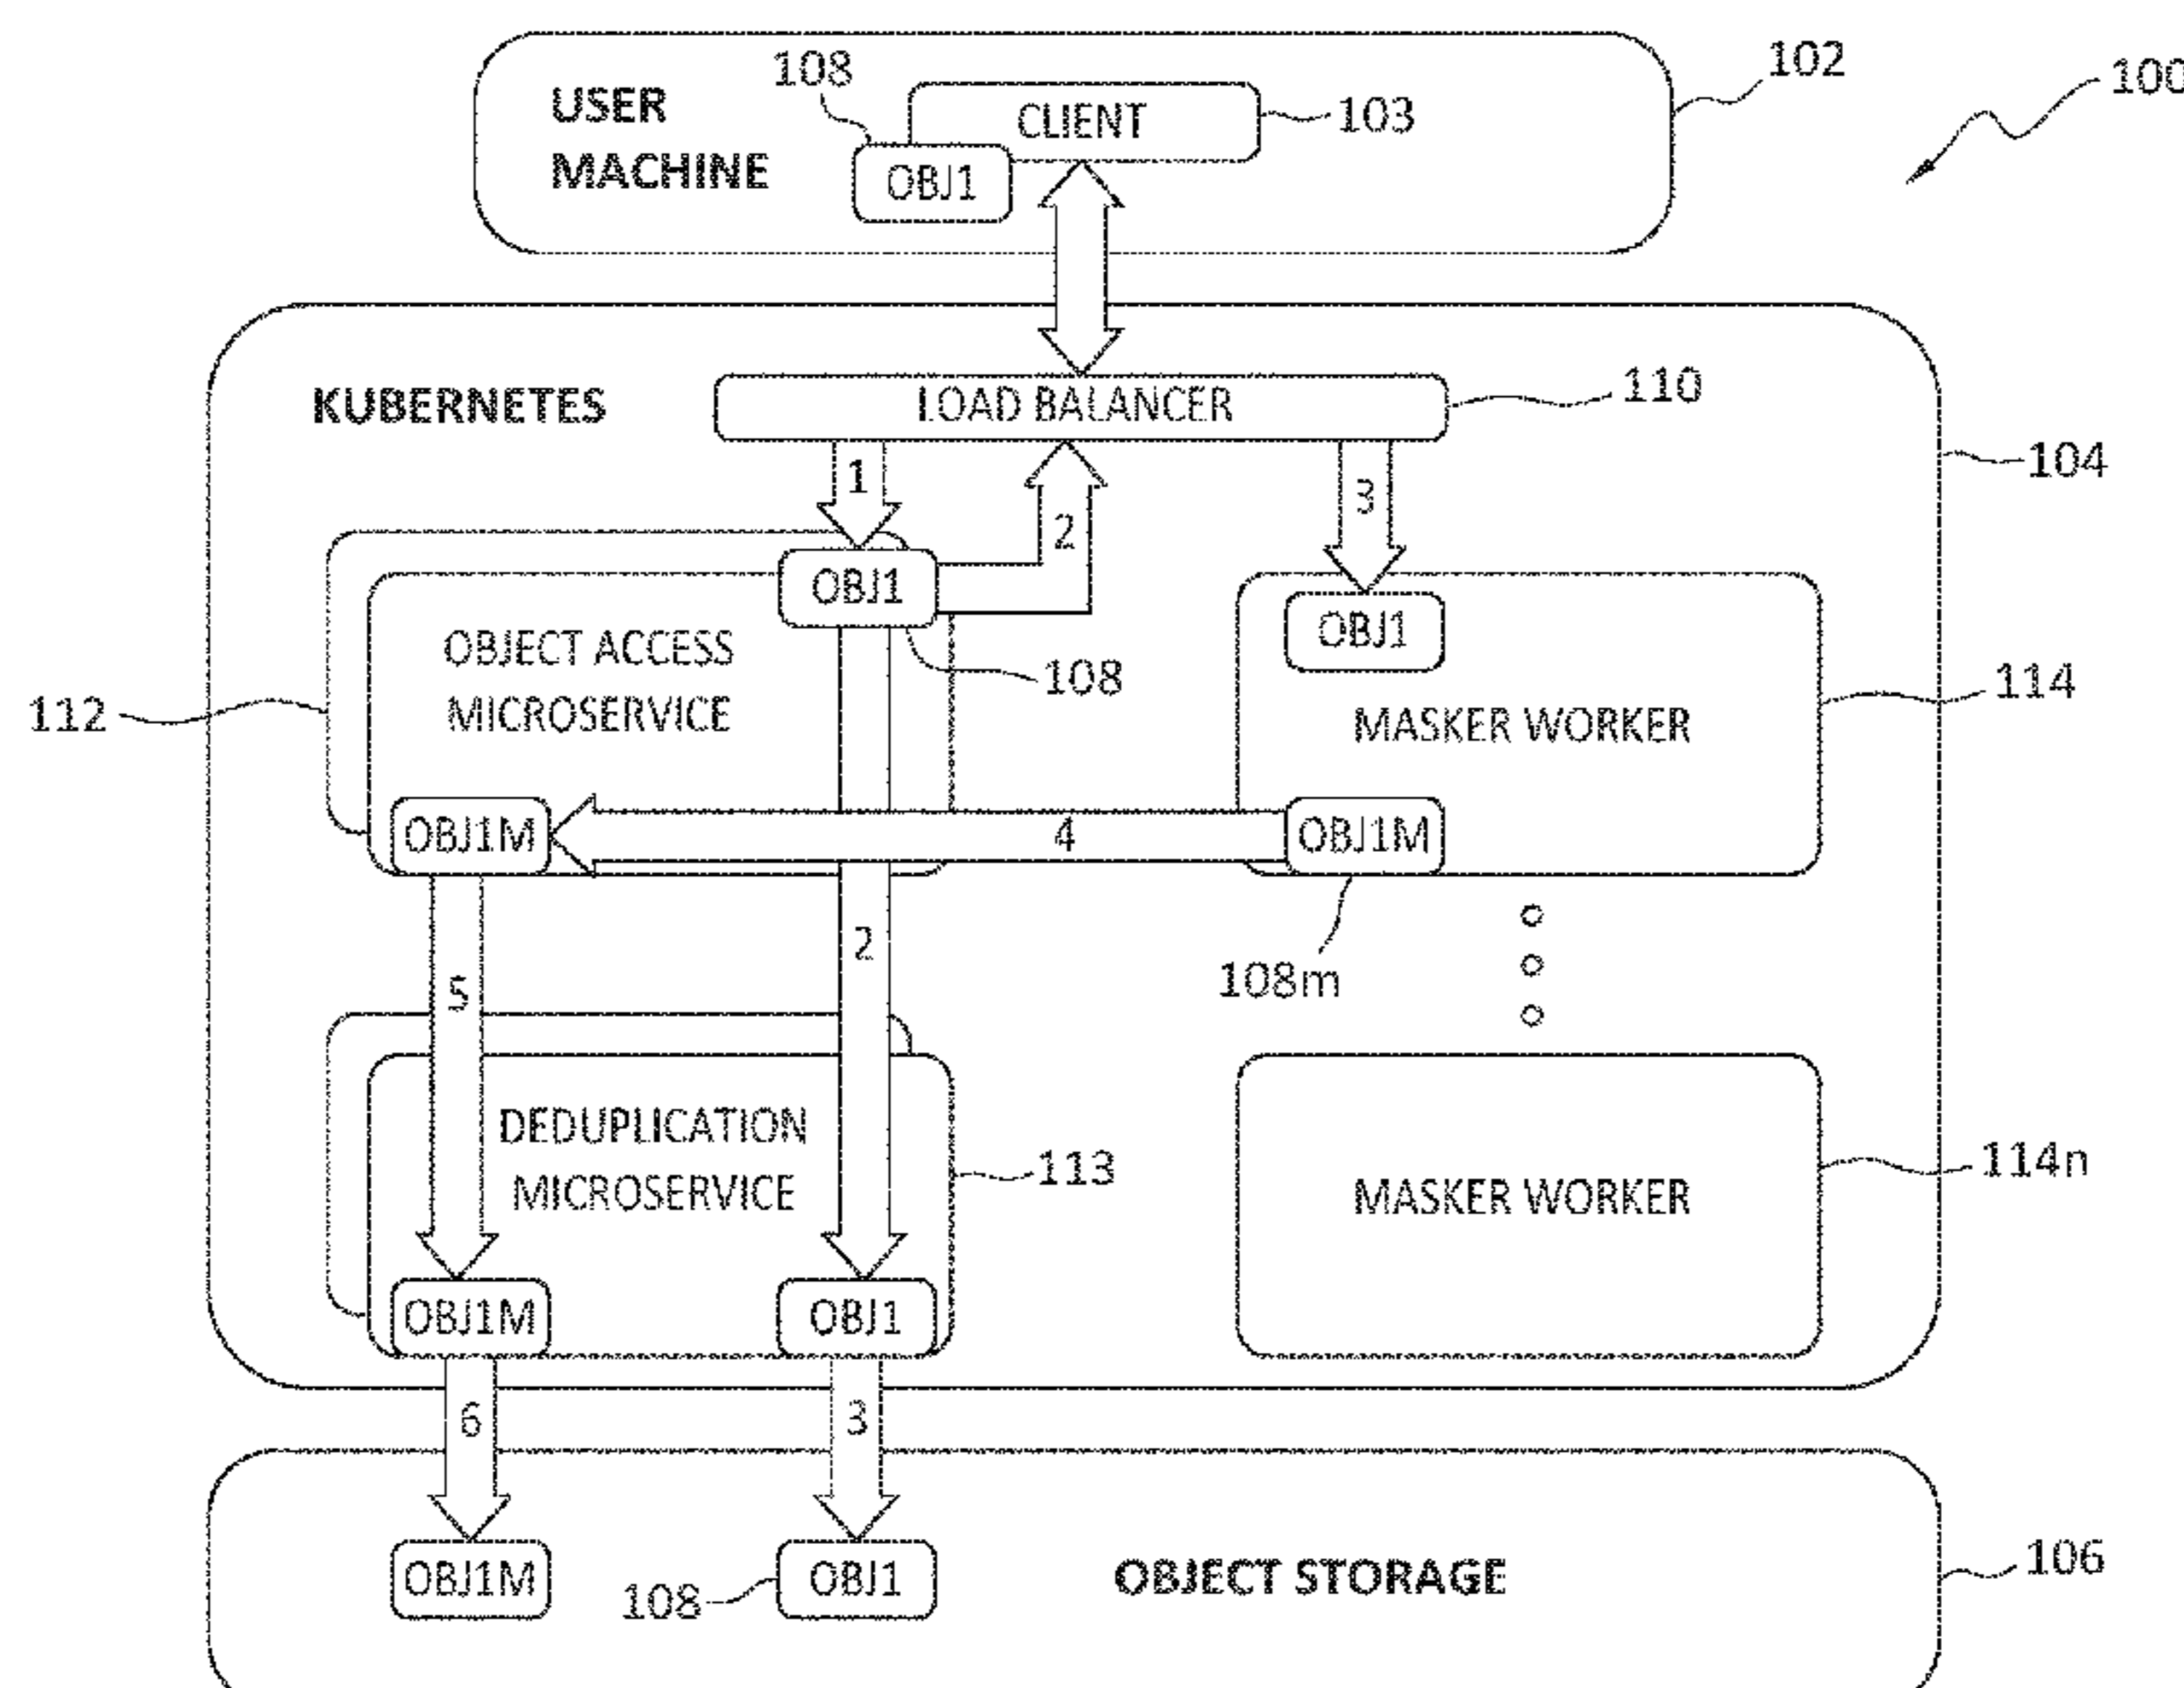 108
102
100
USER
MACHINE
CLIENT
103
OBJ1
KUBERNETES
LOAD BALANCER
110
104
1
2
3
OBJ1
OBJ1
OBJECT ACCESS
MICROSERVICE
108
112
114
MASKER WORKER
OBJ1M
4
OBJ1M
2
5
108m
DEDUPLICATION
MICROSERVICE
113
MASKER WORKER
114n
OBJ1M
OBJ1
6
3
OBJ1M
108
OBJ1
OBJECT STORAGE
106